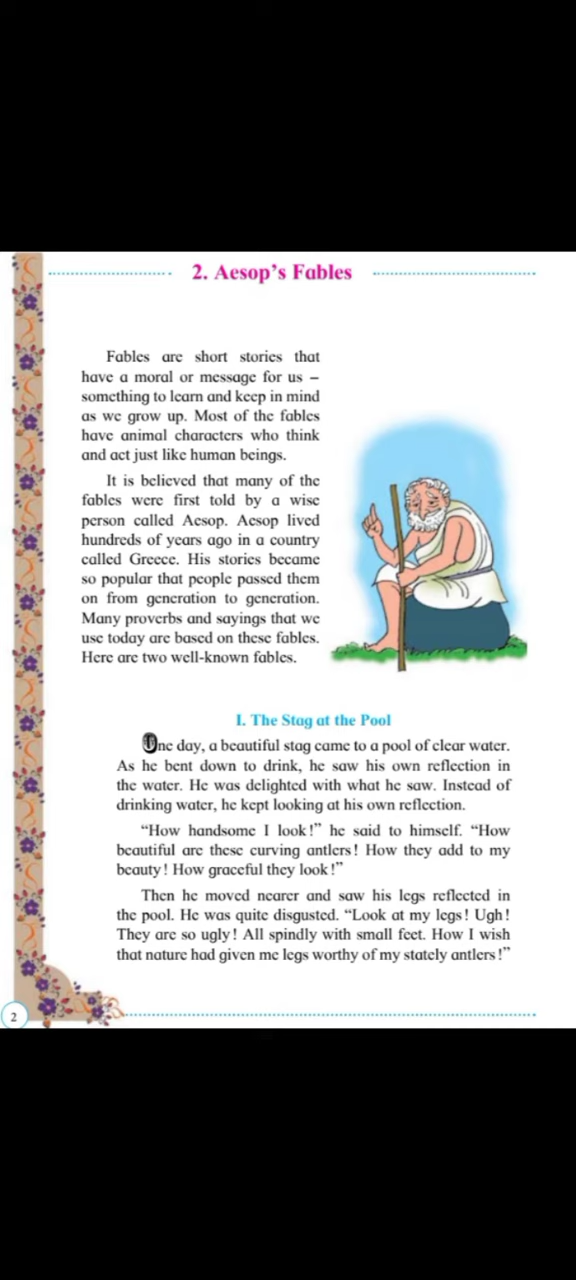 2. Aesop's Fables
Fables are short stories that
have a moral or message for us –
something to learn and keep in mind
as we grow up. Most of the fables
have animal characters who think
and act just like human beings.
It is believed that many of the
fables were first told by a wise
person called Aesop. Aesop lived
hundreds of years ago in a country
called Greece. His stories became
so popular that people passed them
on from generation to generation.
Many proverbs and sayings that we
use today are based on these fables.
Here are two well-known fables.
I. The Stag at the Pool
One day, a beautiful stag came to a pool of clear water.
As he bent down to drink, he saw his own reflection in
the water. He was delighted with what he saw. Instead of
drinking water, he kept looking at his own reflection.
“How handsome I look!” he said to himself. “How
beautiful are these curving antlers! How they add to my
beauty! How graceful they look!”
Then he moved nearer and saw his legs reflected in
the pool. He was quite disgusted. “Look at my legs! Ugh!
They are so ugly! All spindly with small feet. How I wish
that nature had given me legs worthy of my stately antlers!”
2